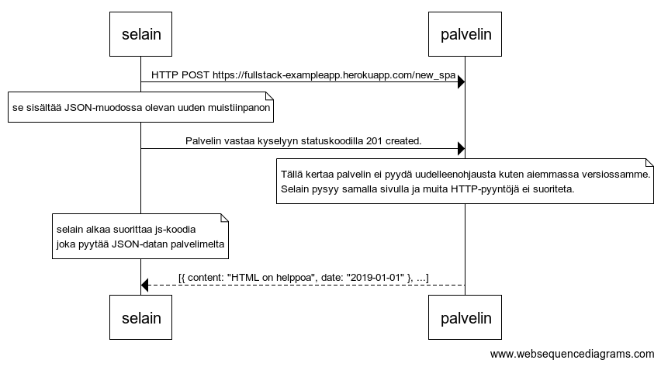 selain
palvelin
HTTP POST https://fullstack-exampleapp.herokuapp.com/new_spa
se sisältää JSON-muodossa olevan uuden muistiinpanon
Palvelin vastaa kyselyyn statuskoodilla 201 created.
Tällä kertaa palvelin ei pyydä uudelleenohjausta kuten aiemmassa versiossamme.
Selain pysyy samalla sivulla ja muita HTTP-pyyntöjä ei suoriteta.
selain alkaa suorittaa js-koodia
joka pyytää JSON-datan palvelimelta
[{ content: "HTML on helppoa", date: "2019-01-01" }, ...]
selain
palvelin
www.websequencediagrams.com